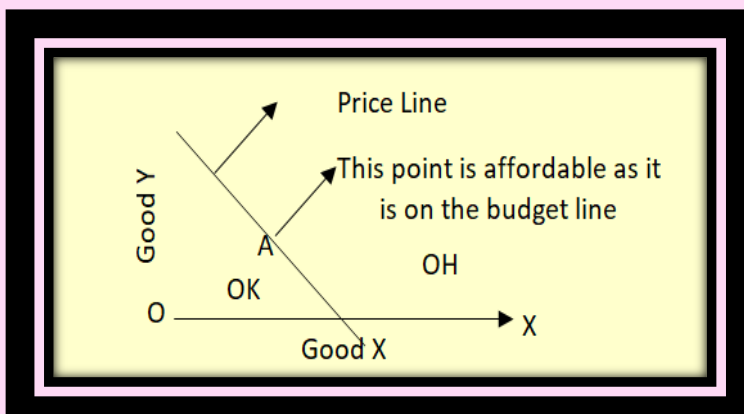 Price Line
This point is affordable as it
is on the budget line
Good Y
A
OH
OK
O
X
Good X